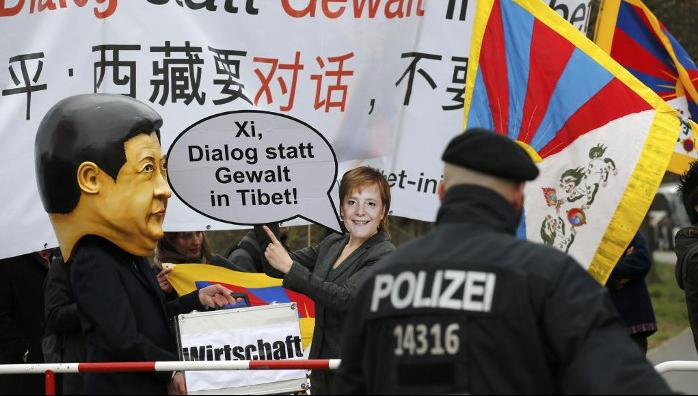 Dialog statt Gewalt in
平·西藏要对话,不要
Xi,
Dialog statt
Gewalt
in Tibet!
Wirtschaft
POLIZEI
14316